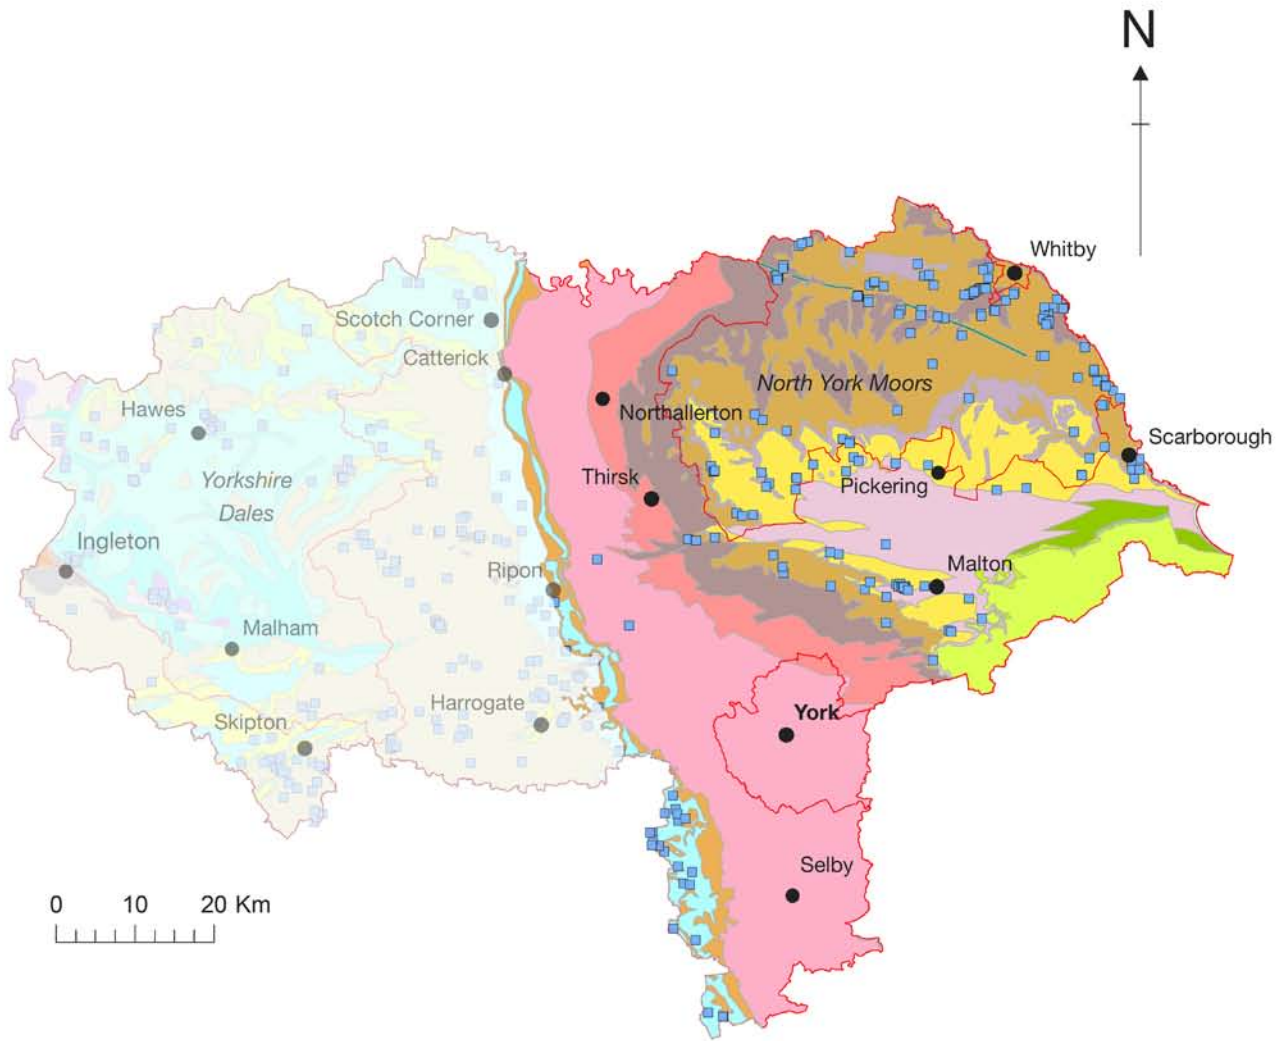 N
Whitby
Scotch Corner
Catterick
Hawes
North York Moors
Northallerton
Scarborough
Yorkshire
Dales
Thirsk
Pickering
Ingleton
Ripon
Malton
Malham
Harrogate
Skipton
York
Selby
0 10 20 Km